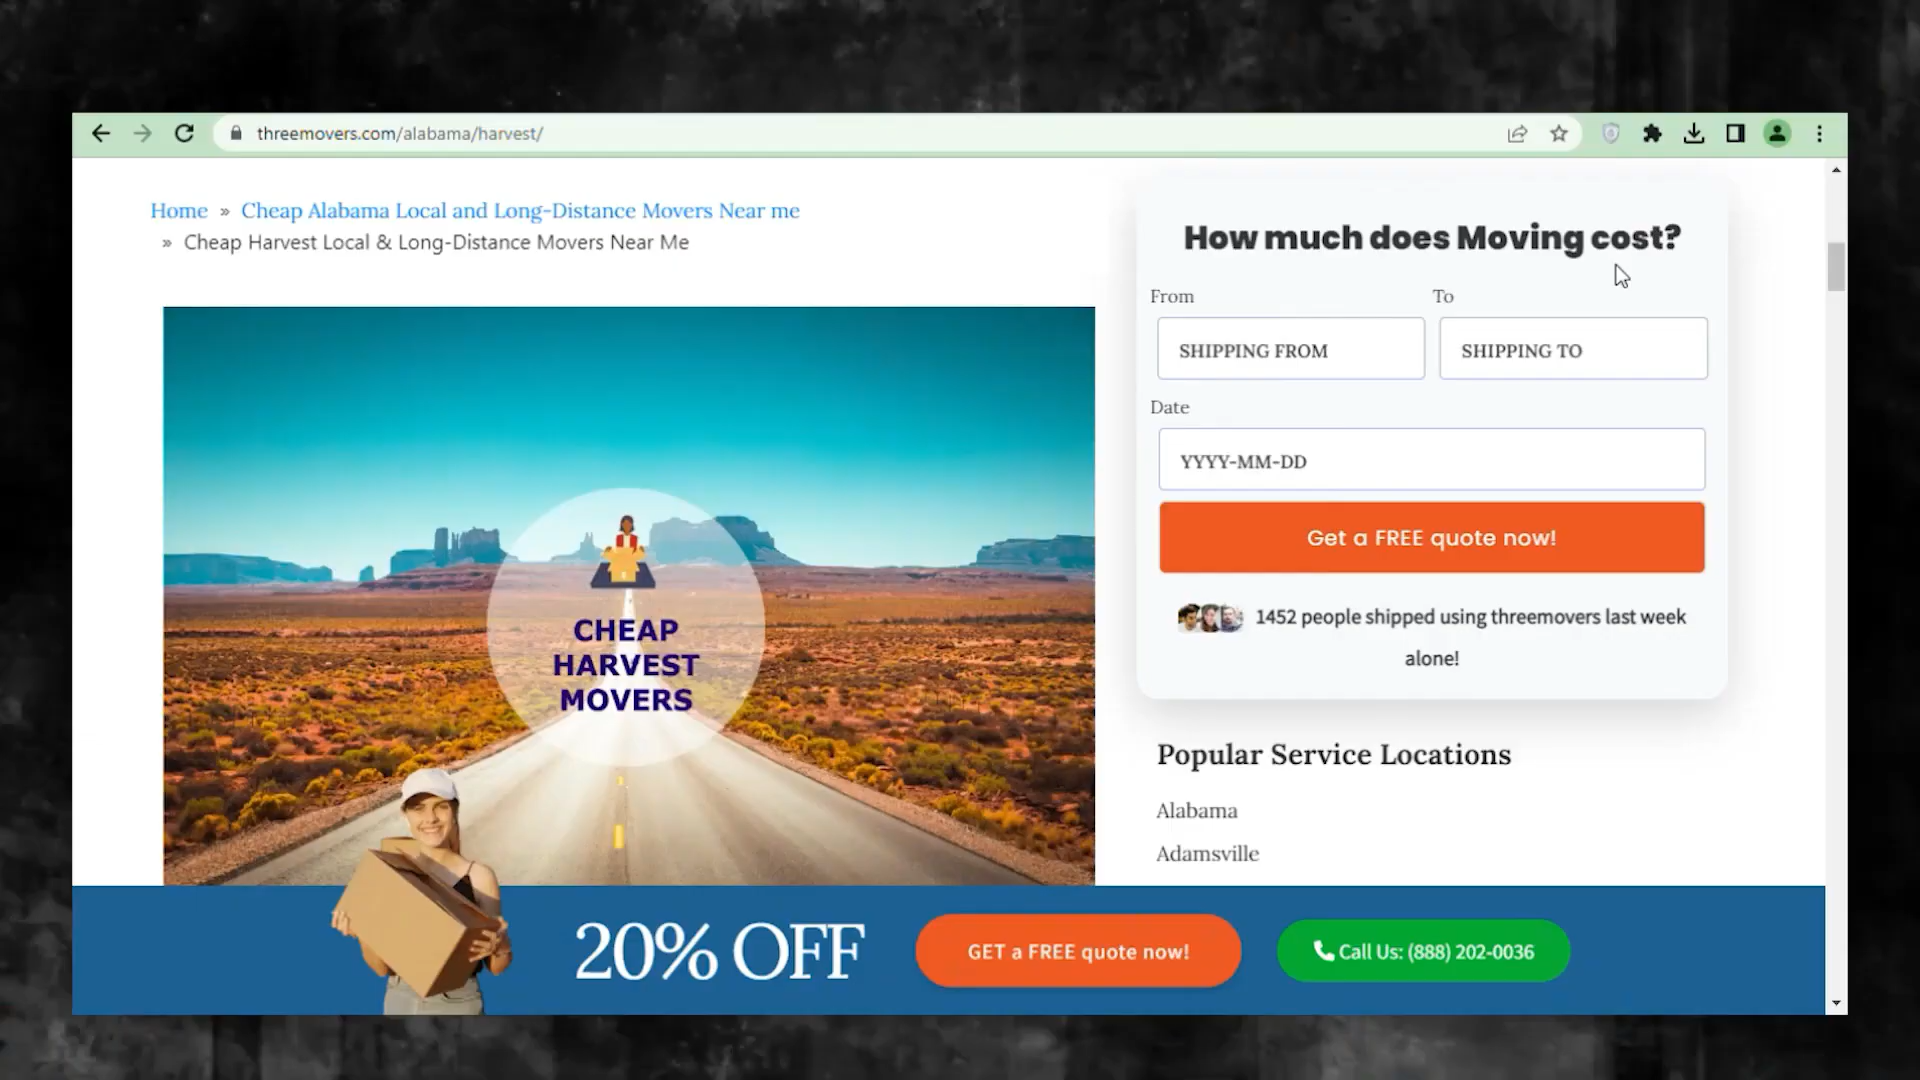 threemovers.com/alabama/harvest/
Home » Cheap Alabama Local and Long-Distance Movers Near me
» Cheap Harvest Local & Long-Distance Movers Near Me
CHEAP
HARVEST
MOVERS
How much does Moving cost?
From To
SHIPPING FROM SHIPPING TO
Date
YYYY-MM-DD
Get a FREE quote now!
1452 people shipped using threemovers last week
alone!
Popular Service Locations
Alabama
Adamsville
20% OFF GET a FREE quote now! Call Us: (888) 202-0036